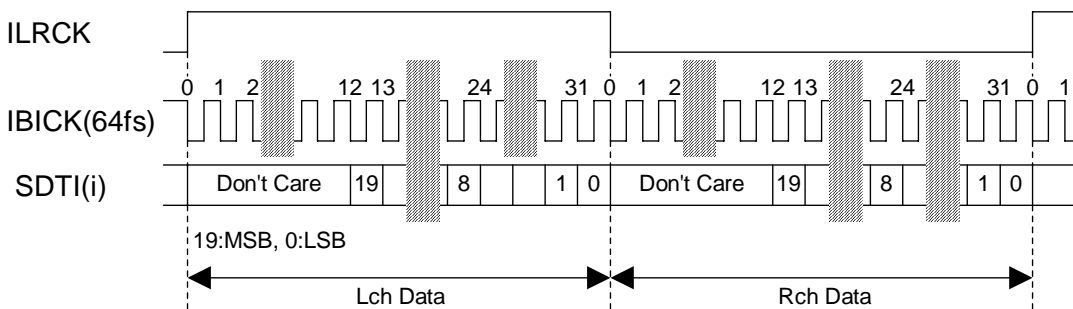 ILRCK
0 1 2 12 13 24 31 0 1 2 12 13 24 31 0 1
IBICK(64fs)
SDTI(i) Don't Care 19 8 1 0 Don't Care 19 8 1 0
19:MSB, 0:LSB
Lch Data Rch Data